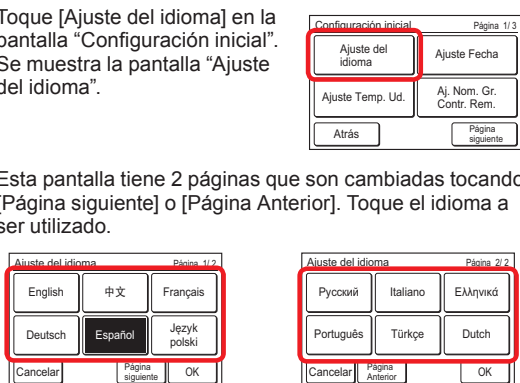 Toque [Ajuste del idioma] en la
pantalla “Configuración inicial”.
Se muestra la pantalla “Ajuste
del idioma”.
Configuración inicial Página 1/3
Ajuste del
idioma
Ajuste Fecha
Ajuste Temp. Ud.
Aj. Nom. Gr.
Contr. Rem.
Atrás
Página
siguiente
Esta pantalla tiene 2 páginas que son cambiadas tocando
[Página siguiente] o [Página Anterior]. Toque el idioma a
ser utilizado.
Ajuste del idioma Página 1/2
English 中文 Français
Deutsch Español Język
polski
Cancelar Página
siguiente OK
Ajuste del idioma Página 2/2
Русский Italiano Ελληνικά
Português Türkçe Dutch
Cancelar Página
Anterior OK